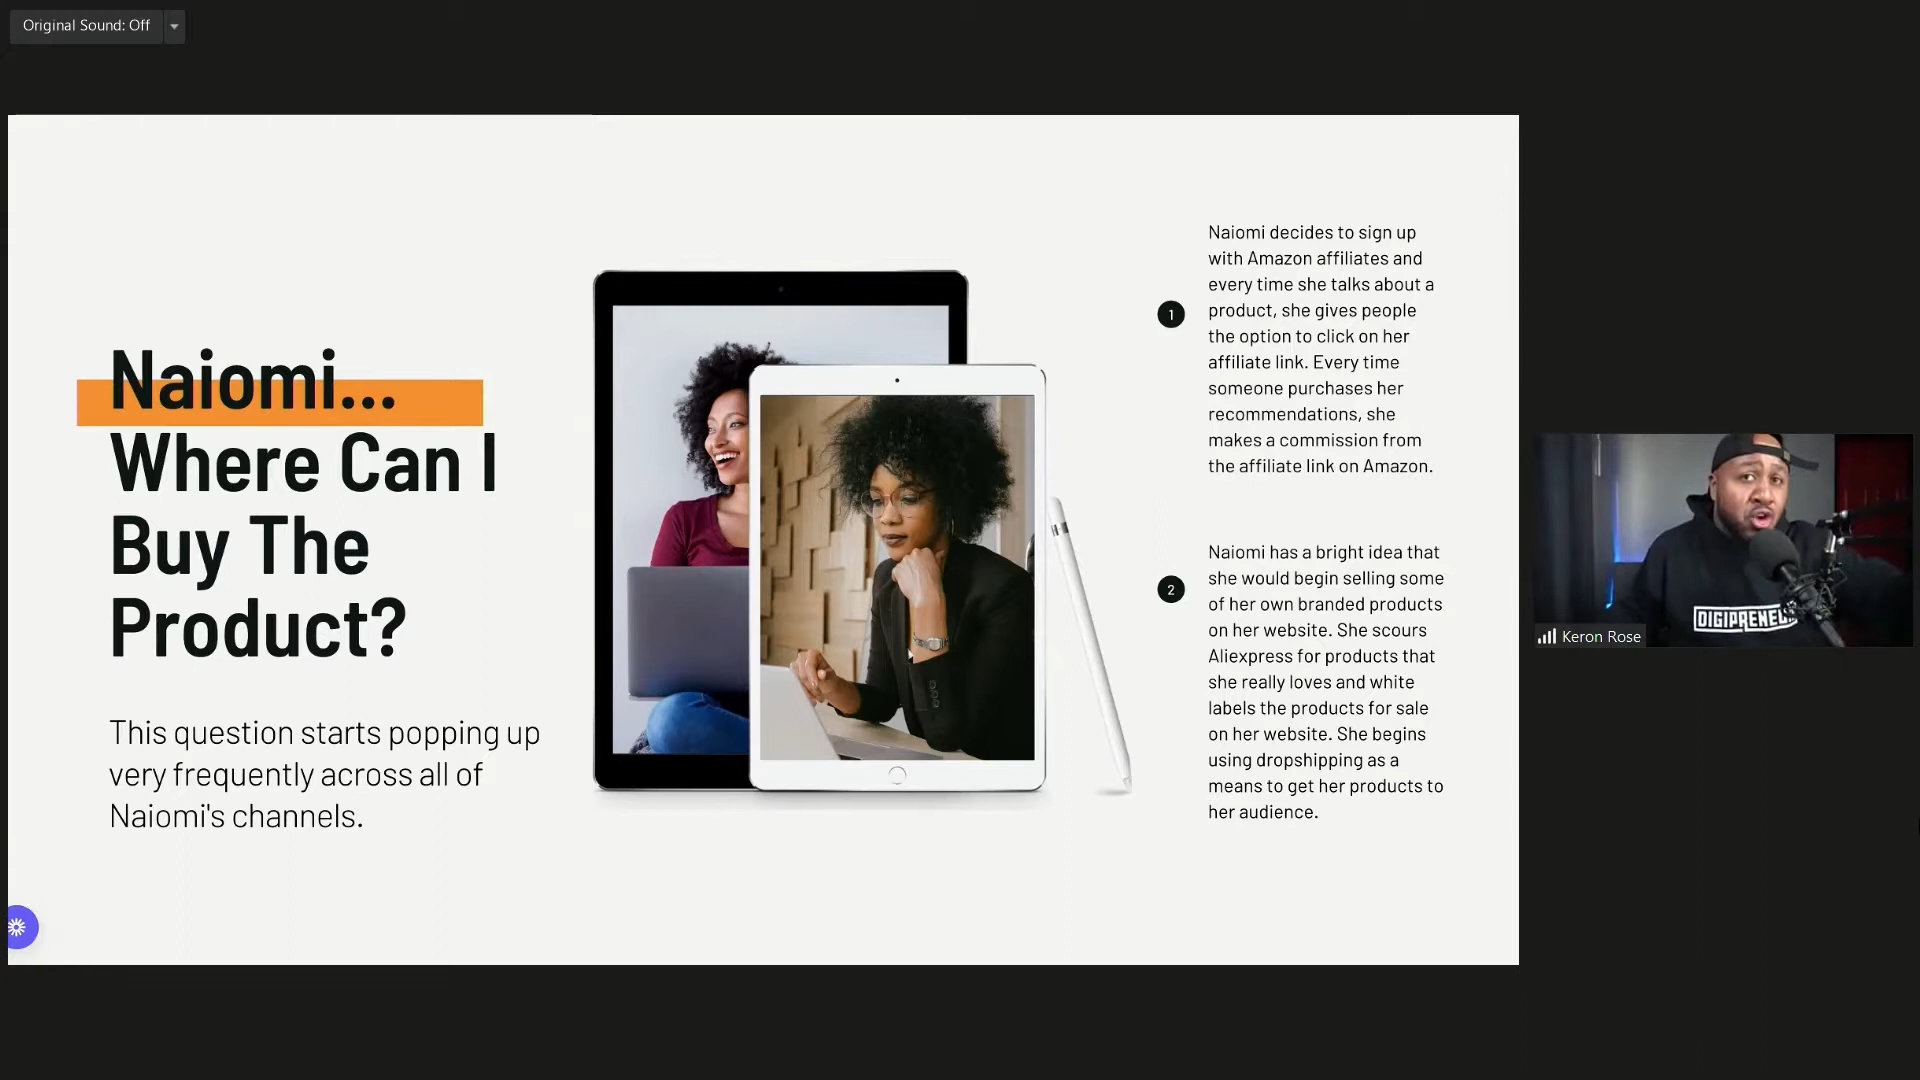 Original Sound: Off
Naiomi...
Where Can I
Buy The
Product?
This question starts popping up
very frequently across all of
Naiomi's channels.
1
Naiomi decides to sign up
with Amazon affiliates and
every time she talks about a
product, she gives people
the option to click on her
affiliate link. Every time
someone purchases her
recommendations, she
makes a commission from
the affiliate link on Amazon.
2
Naiomi has a bright idea that
she would begin selling some
of her own branded products
on her website. She scours
Aliexpress for products that
she really loves and white
labels the products for sale
on her website. She begins
using dropshipping as a
means to get her products to
her audience.
Keron Rose